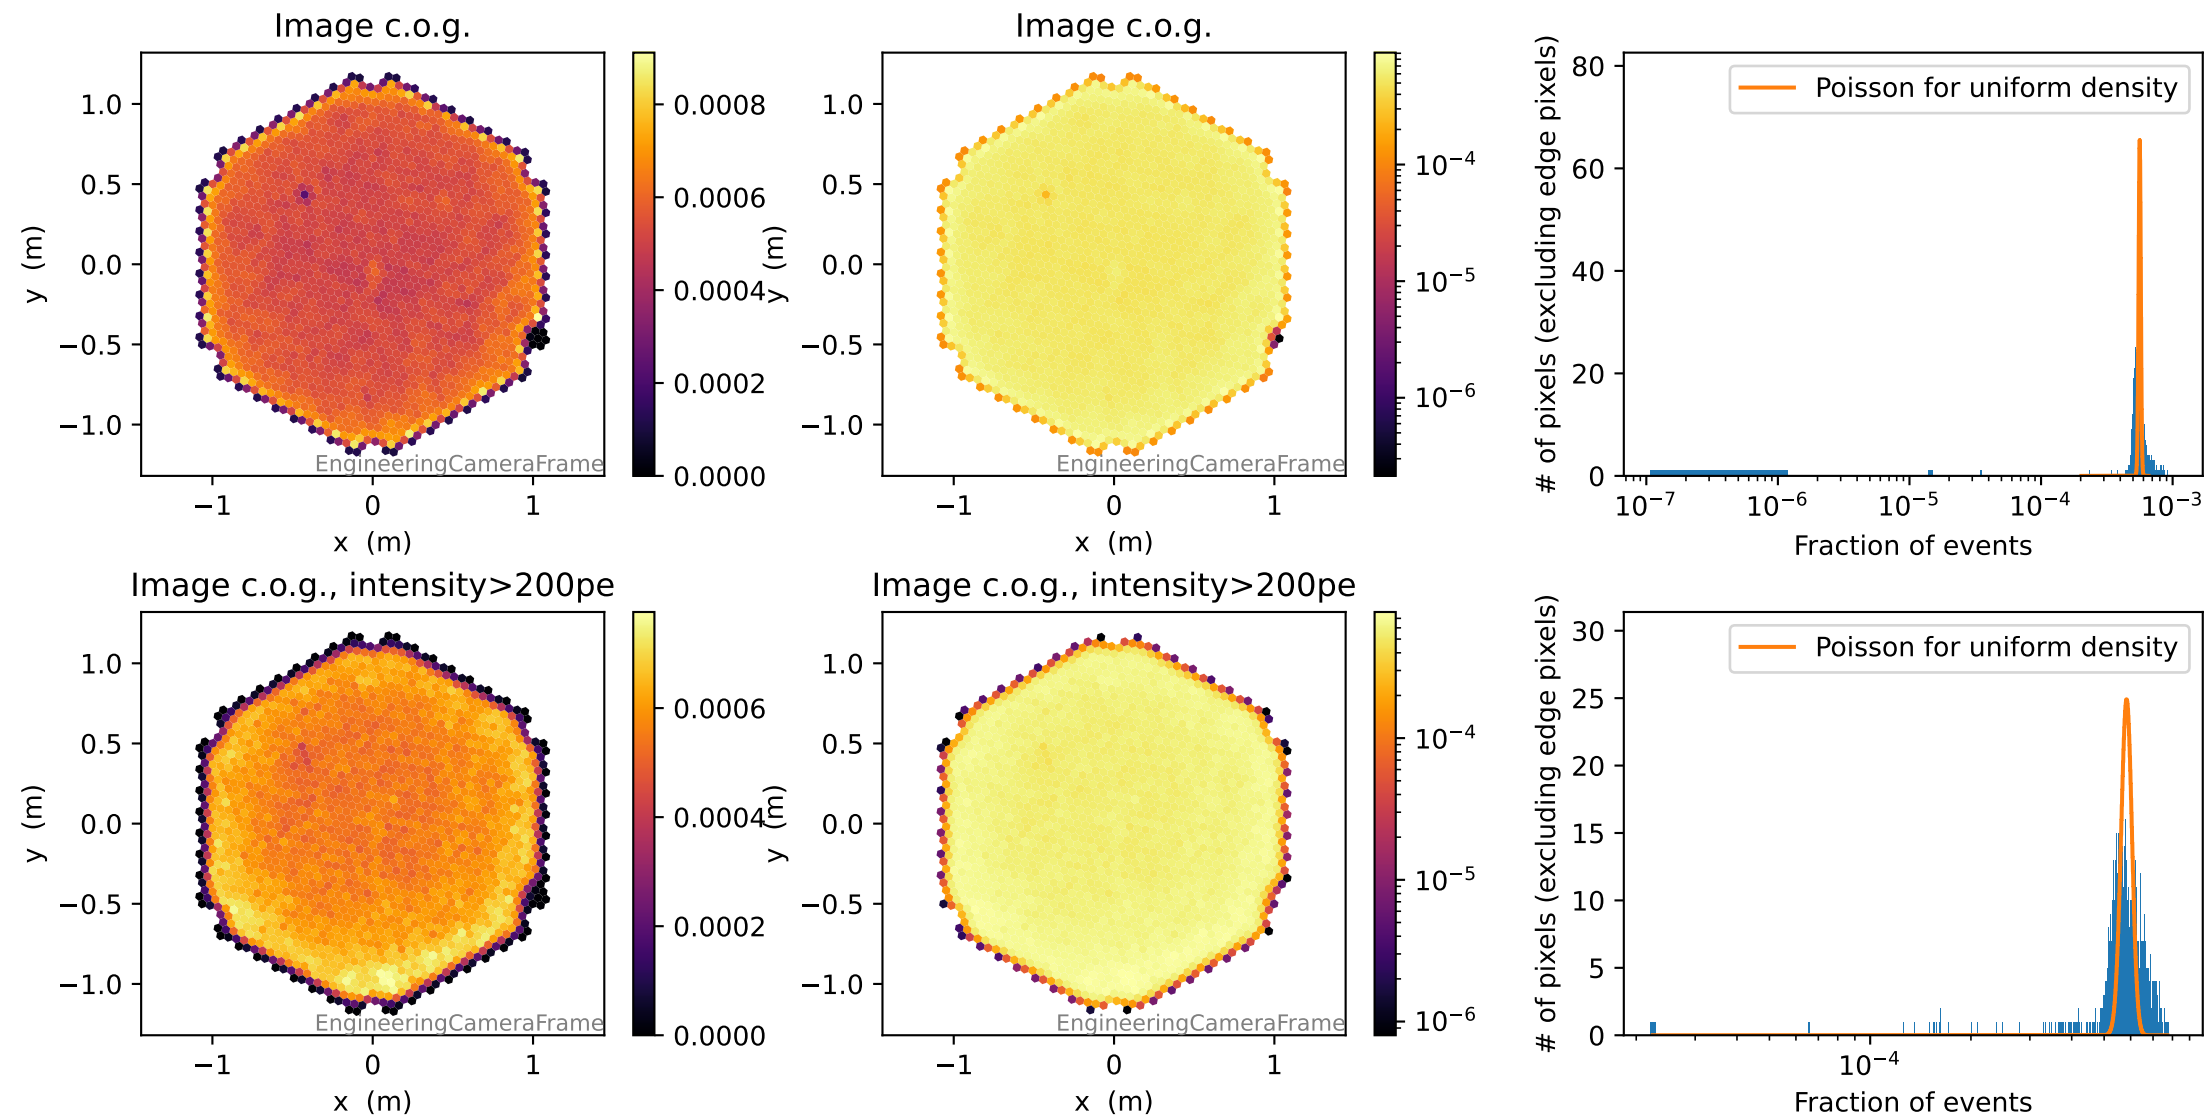 Image c.o.g.
1.0
0.5
0.0
−0.5
−1.0
−1
0
1
y (m)
x (m)
EngineeringCameraFrame
0.0008
0.0006
0.0004
0.0002
0.0000
Image c.o.g.
1.0
0.5
0.0
−0.5
−1.0
−1
0
1
y (m)
x (m)
EngineeringCameraFrame
10⁻⁴
10⁻⁵
10⁻⁶
# of pixels (excluding edge pixels)
80
60
40
20
0
Poisson for uniform density
10⁻⁷
10⁻⁶
10⁻⁵
10⁻⁴
10⁻³
Fraction of events
Image c.o.g., intensity>200pe
1.0
0.5
0.0
−0.5
−1.0
−1
0
1
y (m)
x (m)
EngineeringCameraFrame
0.0006
0.0004
0.0002
0.0000
Image c.o.g., intensity>200pe
1.0
0.5
0.0
−0.5
−1.0
−1
0
1
y (m)
x (m)
EngineeringCameraFrame
10⁻⁴
10⁻⁵
10⁻⁶
# of pixels (excluding edge pixels)
30
25
20
15
10
5
0
Poisson for uniform density
10⁻⁴
Fraction of events